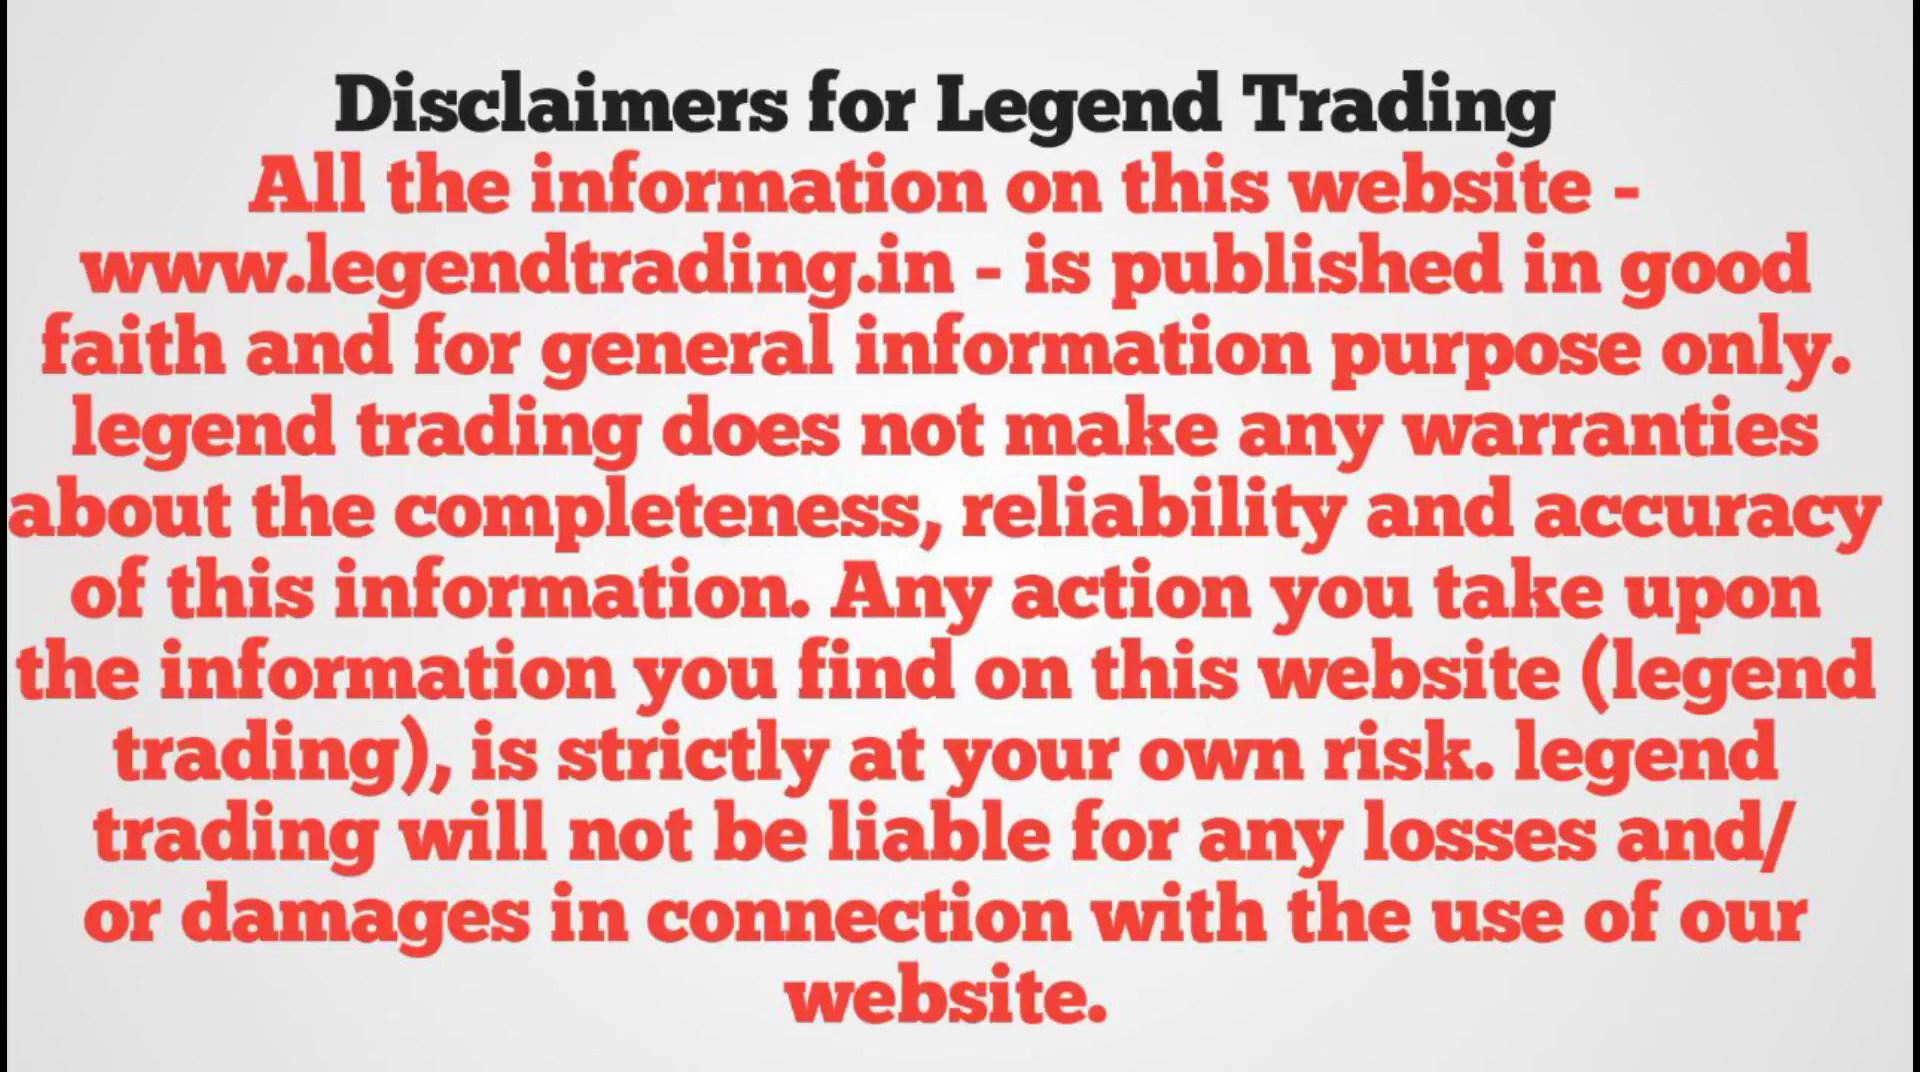 Disclaimers for Legend Trading
All the information on this website -
www.legendtrading.in - is published in good
faith and for general information purpose only.
legend trading does not make any warranties
about the completeness, reliability and accuracy
of this information. Any action you take upon
the information you find on this website (legend
trading), is strictly at your own risk. legend
trading will not be liable for any losses and/
or damages in connection with the use of our
website.